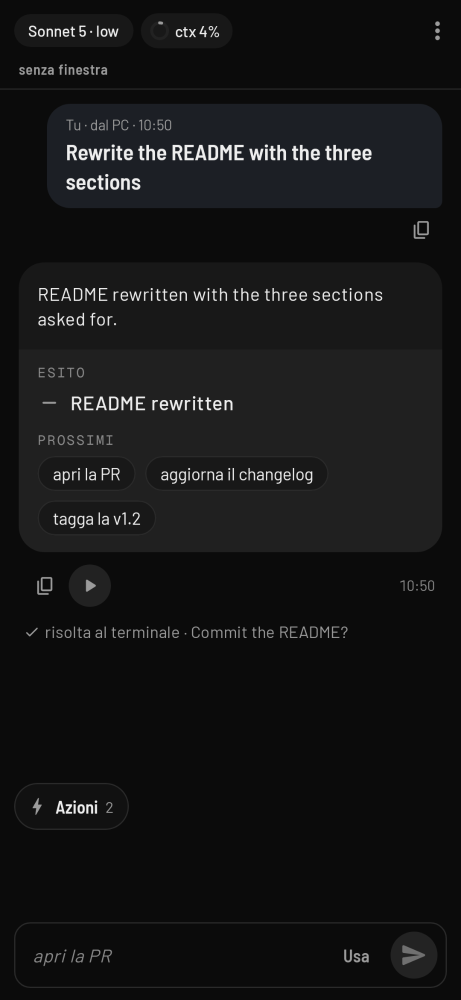 Sonnet 5 · low
ctx 4%
senza finestra
Tu · dal PC · 10:50
Rewrite the README with the three
sections
README rewritten with the three sections
asked for.
ESITO
— README rewritten
PROSSIMI
apri la PR
aggiorna il changelog
tagga la v1.2
10:50
risolta al terminale · Commit the README?
Azioni 2
apri la PR
Usa